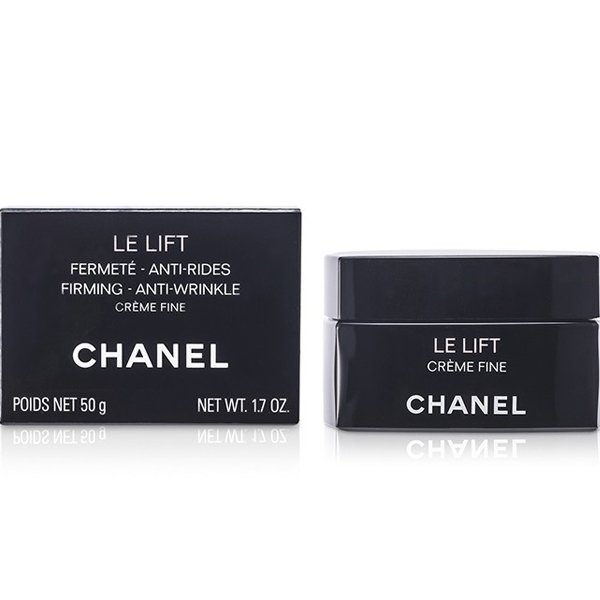 LE LIFT
FERMETÉ - ANTI-RIDES
FIRMING - ANTI-WRINKLE
CRÈME FINE
CHANEL
POIDS NET 50 g NET WT. 1.7 OZ.
LE LIFT
CRÈME FINE
CHANEL